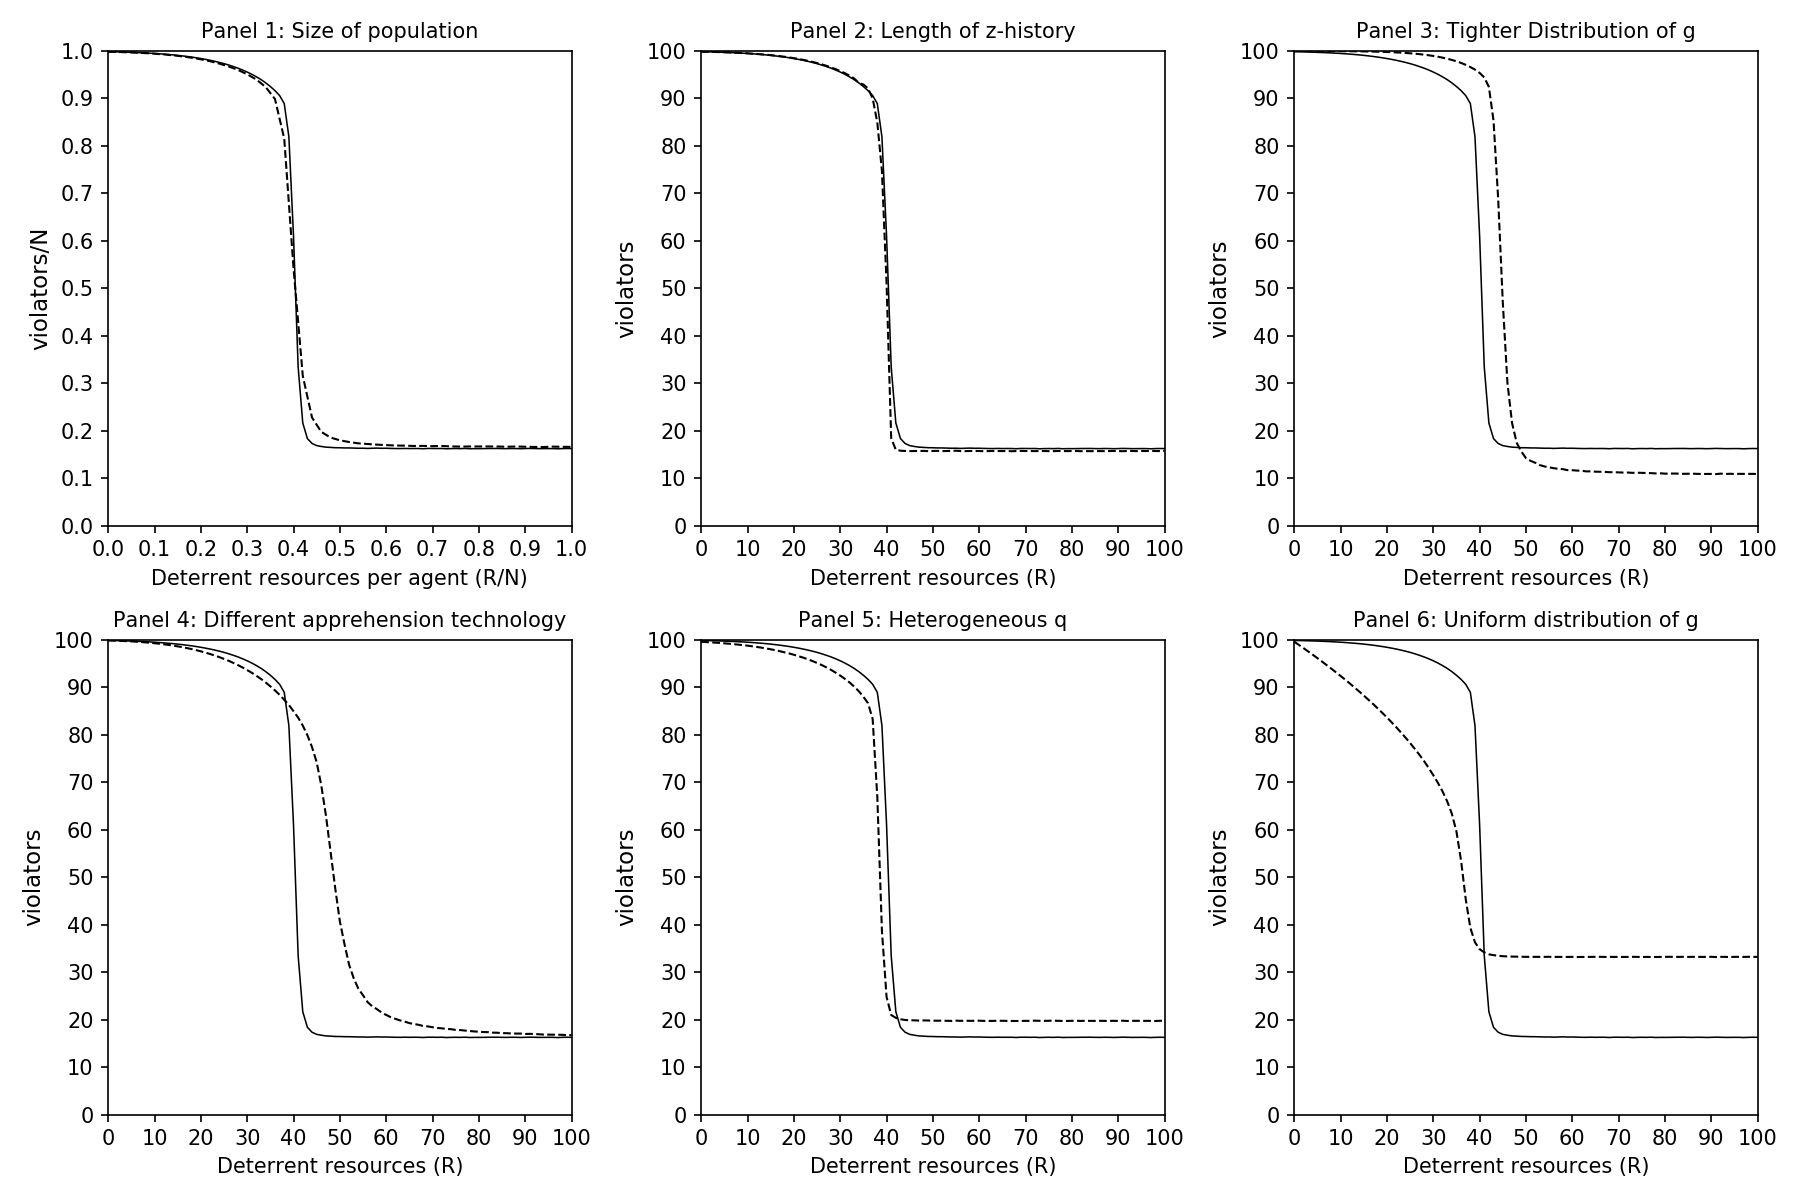 Panel 1: Size of population
1.0
0.9
0.8
0.7
0.6
0.5
0.4
0.3
0.2
0.1
0.0
violators/N
0.0 0.1 0.2 0.3 0.4 0.5 0.6 0.7 0.8 0.9 1.0
Deterrent resources per agent (R/N)
Panel 2: Length of z-history
100
90
80
70
60
50
40
30
20
10
0
violators
0 10 20 30 40 50 60 70 80 90 100
Deterrent resources (R)
Panel 3: Tighter Distribution of g
100
90
80
70
60
50
40
30
20
10
0
violators
0 10 20 30 40 50 60 70 80 90 100
Deterrent resources (R)
Panel 4: Different apprehension technology
100
90
80
70
60
50
40
30
20
10
0
violators
0 10 20 30 40 50 60 70 80 90 100
Deterrent resources (R)
Panel 5: Heterogeneous q
100
90
80
70
60
50
40
30
20
10
0
violators
0 10 20 30 40 50 60 70 80 90 100
Deterrent resources (R)
Panel 6: Uniform distribution of g
100
90
80
70
60
50
40
30
20
10
0
violators
0 10 20 30 40 50 60 70 80 90 100
Deterrent resources (R)